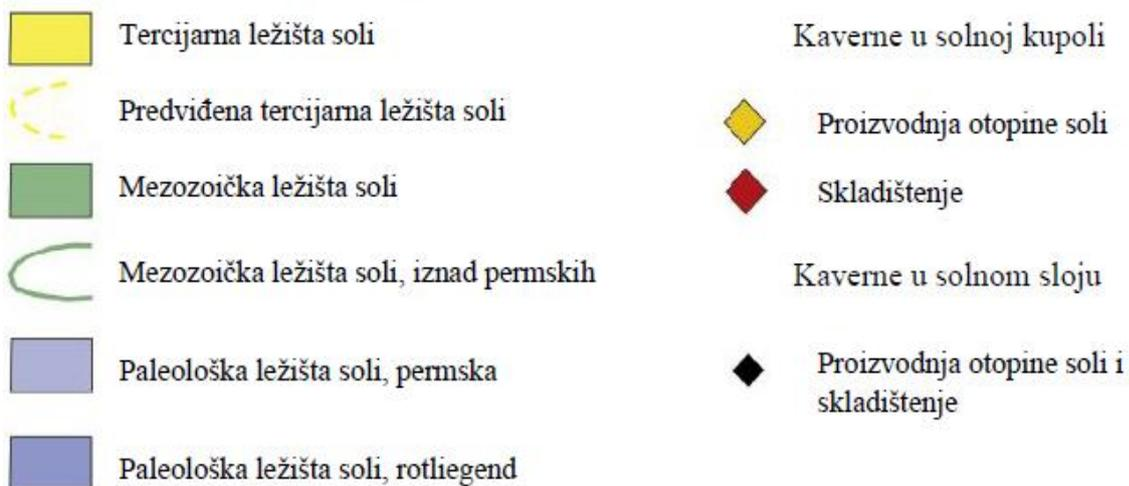 Tercijarna ležišta soli
Predviđena tercijarna ležišta soli
Mezozoička ležišta soli
Mezozoička ležišta soli, iznad permskih
Paleološka ležišta soli, permska
Paleološka ležišta soli, rotliegend
Kaverne u solnoj kupoli
Proizvodnja otopine soli
Skladištenje
Kaverne u solnom sloju
Proizvodnja otopine soli i
skladištenje